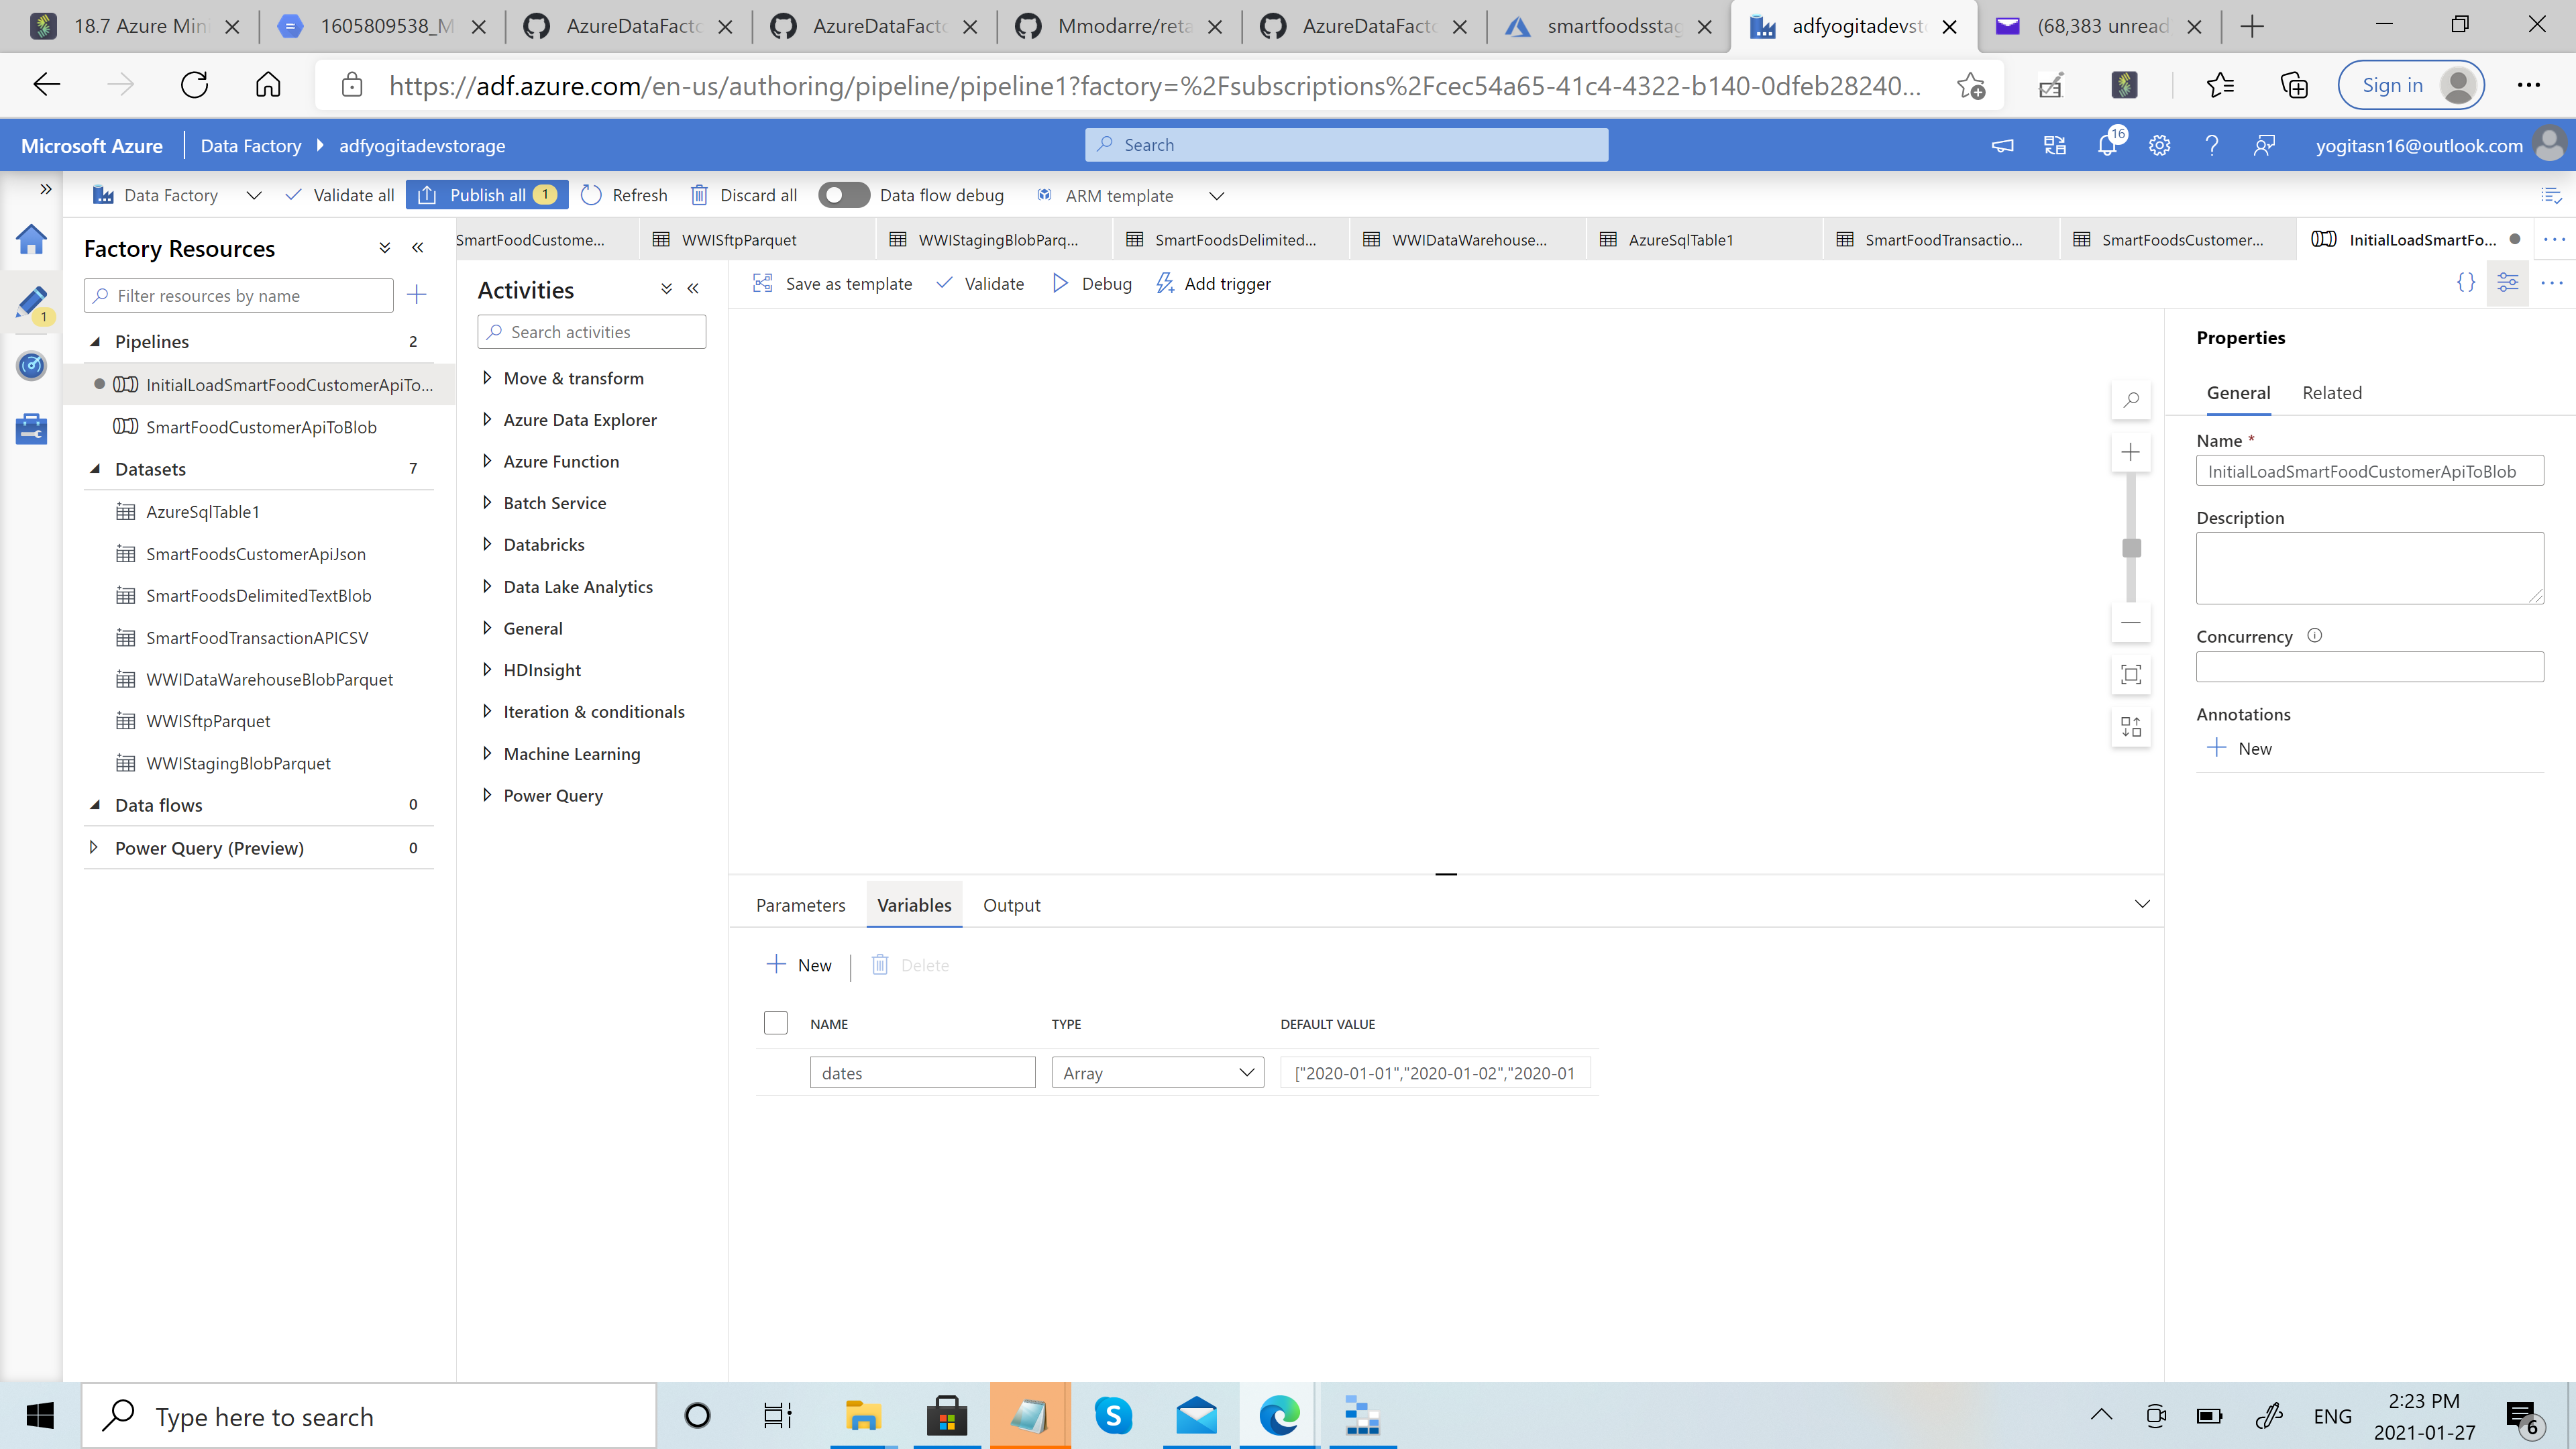 18.7 Azure Mini
1605809538_M
AzureDataFacto
AzureDataFacto
Mmodarre/reta
AzureDataFacto
smartfoodsstag
adfyogitadevsto
(68,383 unread
https://adf.azure.com/en-us/authoring/pipeline/pipeline1?factory=%2Fsubscriptions%2Fcec54a65-41c4-4322-b140-0dfeb28240...
Sign in
Microsoft Azure
Data Factory
adfyogitadevstorage
Search
16
yogitasn16@outlook.com
Data Factory
Validate all
Publish all 1
Refresh
Discard all
Data flow debug
ARM template
SmartFoodCustome...
WWISftpParquet
WWIStagingBlobParq...
SmartFoodsDelimited...
WWIDataWarehouse...
AzureSqlTable1
SmartFoodTransactio...
SmartFoodsCustomer...
InitialLoadSmartFo...
1
Factory Resources
Filter resources by name
Pipelines 2
InitialLoadSmartFoodCustomerApiTo...
SmartFoodCustomerApiToBlob
Datasets 7
AzureSqlTable1
SmartFoodsCustomerApiJson
SmartFoodsDelimitedTextBlob
SmartFoodTransactionAPICSV
WWIDataWarehouseBlobParquet
WWISftpParquet
WWIStagingBlobParquet
Data flows 0
Power Query (Preview) 0
Activities
Search activities
Move & transform
Azure Data Explorer
Azure Function
Batch Service
Databricks
Data Lake Analytics
General
HDInsight
Iteration & conditionals
Machine Learning
Power Query
Save as template
Validate
Debug
Add trigger
Parameters
Variables
Output
New
Delete
NAME TYPE DEFAULT VALUE
dates Array ["2020-01-01","2020-01-02","2020-01
Properties
General
Related
Name *
InitialLoadSmartFoodCustomerApiToBlob
Description
Concurrency
Annotations
New
Type here to search
ENG
2:23 PM
2021-01-27
6